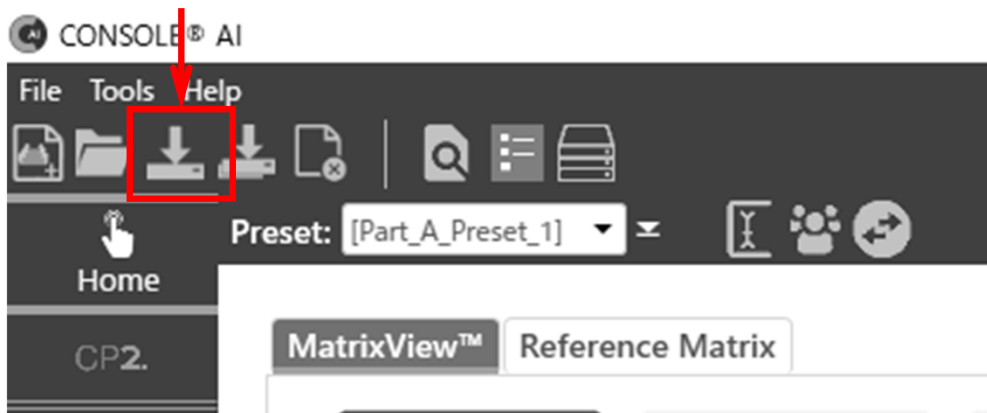 CONSOLE® AI
File Tools Help
Preset: [Part_A_Preset_1]
Home
CP2.
MatrixView™ Reference Matrix